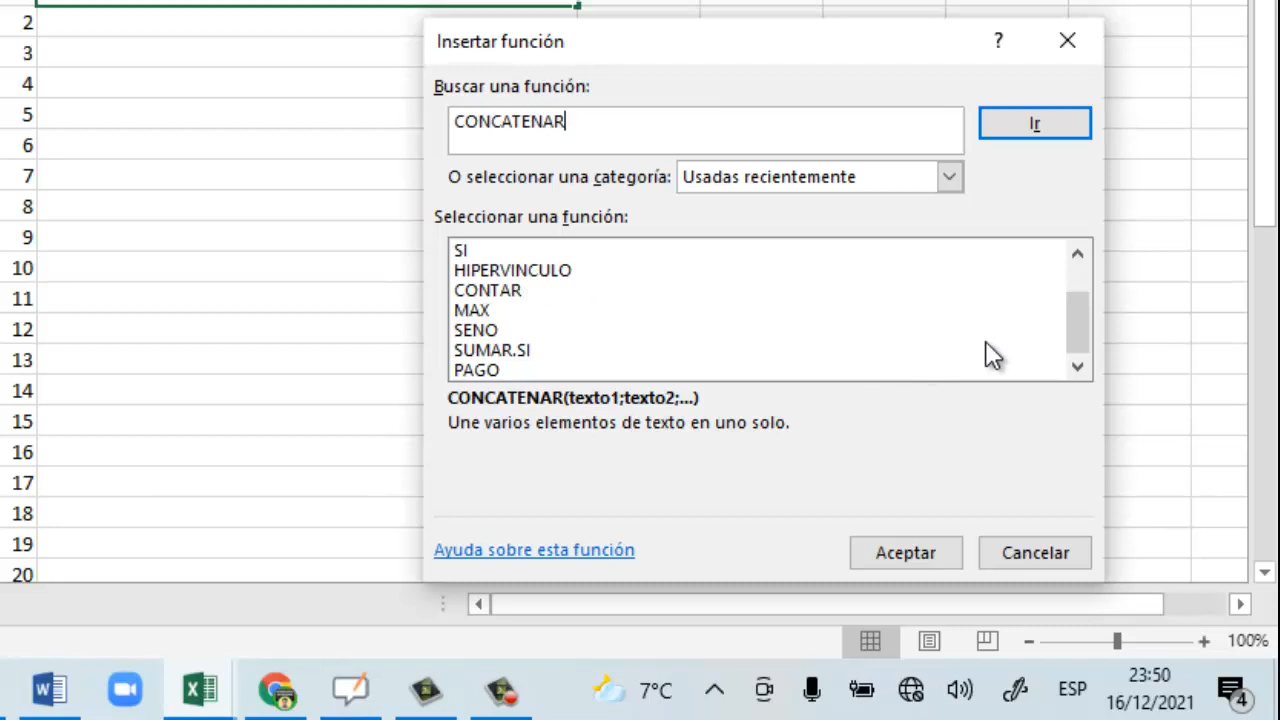 2
3
4
5
6
7
8
9
10
11
12
13
14
15
16
17
18
19
20
Insertar función
?
Buscar una función:
CONCATENAR
Ir
O seleccionar una categoría:
Usadas recientemente
Seleccionar una función:
SI
HIPERVINCULO
CONTAR
MAX
SENO
SUMAR.SI
PAGO
CONCATENAR(texto1;texto2;...)
Une varios elementos de texto en uno solo.
Ayuda sobre esta función
Aceptar
Cancelar
100%
7°C
ESP
23:50
16/12/2021
4